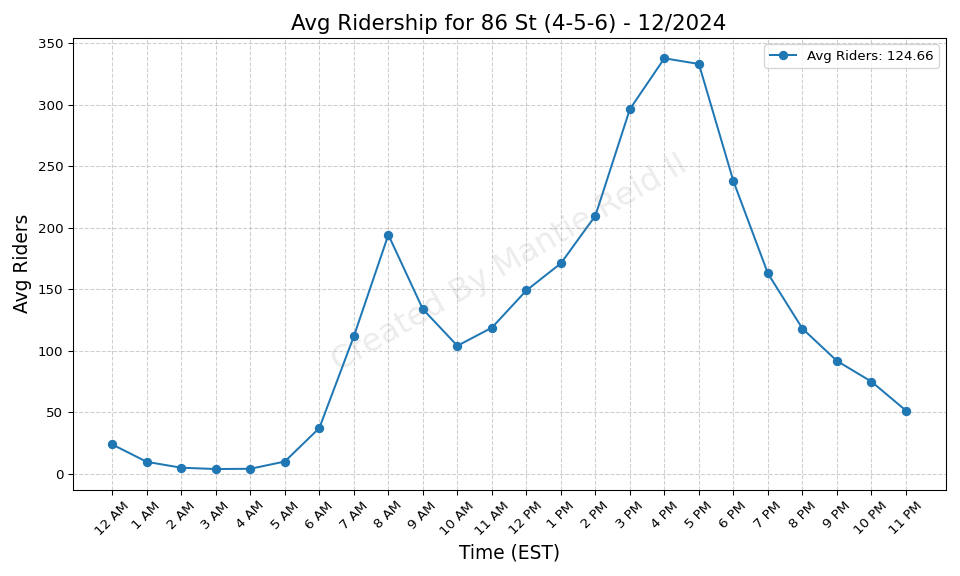 Avg Ridership for 86 St (4-5-6) - 12/2024
Avg Riders: 124.66
Avg Riders
350
300
250
200
150
100
50
0
12 AM
1 AM
2 AM
3 AM
4 AM
5 AM
6 AM
7 AM
8 AM
9 AM
10 AM
11 AM
12 PM
1 PM
2 PM
3 PM
4 PM
5 PM
6 PM
7 PM
8 PM
9 PM
10 PM
11 PM
Time (EST)
Created By Mantie Reid II